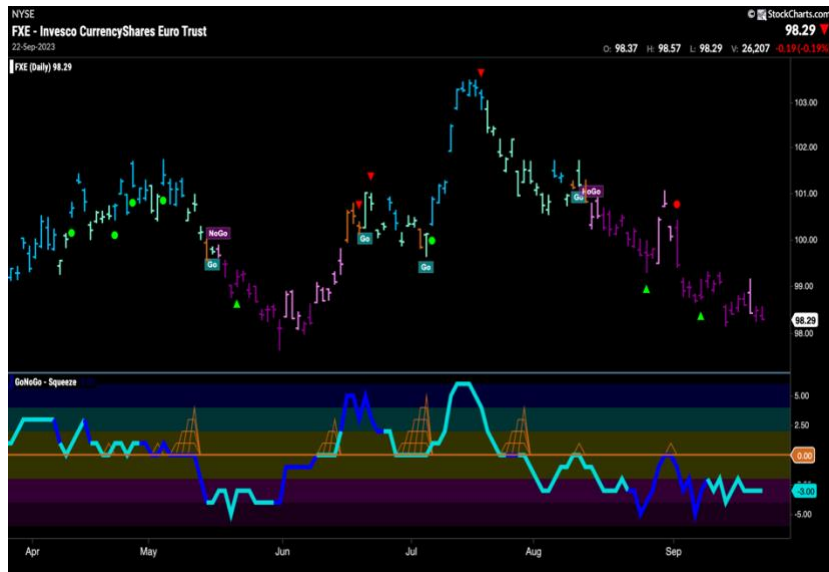 NYSE
© StockCharts.com
FXE - Invesco CurrencyShares Euro Trust
98.29
22-Sep-2023
O: 98.37 H: 98.57 L: 98.29 V: 26,207 -0.19 (-0.19%)
FXE (Daily) 98.29
103.00
102.00
101.00
100.00
99.00
98.29
98.00
NoGo
Go
Go
Go
Go
NoGo
GoNoGo - Squeeze
5.00
2.50
0.00
-3.00
-5.00
Apr May Jun Jul Aug Sep